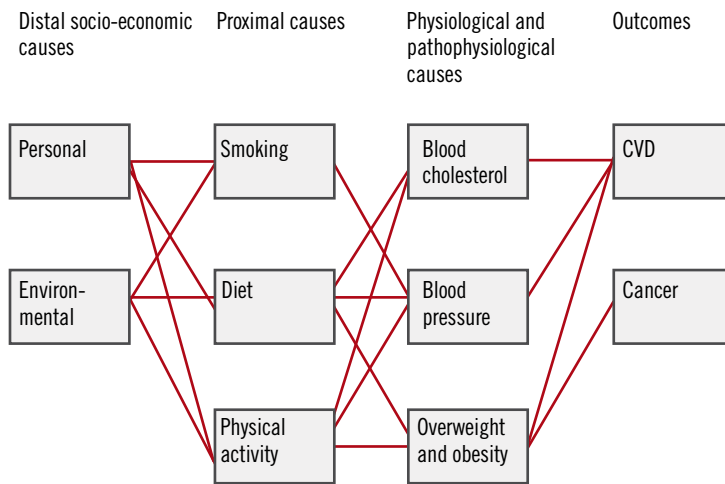 Distal socio-economic
causes
Proximal causes
Physiological and
pathophysiological
causes
Outcomes
Personal
Smoking
Blood
cholesterol
CVD
Environ-
mental
Diet
Blood
pressure
Cancer
Physical
activity
Overweight
and obesity